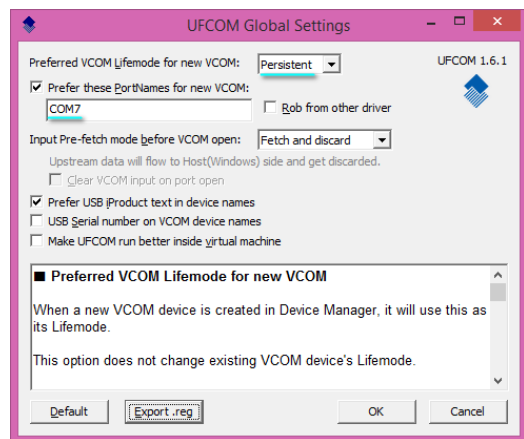 UFCOM Global Settings
Preferred VCOM Lifemode for new VCOM: Persistent UFCOM 1.6.1
Prefer these PortNames for new VCOM:
COM7 Rob from other driver
Input Pre-fetch mode before VCOM open: Fetch and discard
Upstream data will flow to Host(Windows) side and get discarded.
Clear VCOM input on port open
Prefer USB iProduct text in device names
USB Serial number on VCOM device names
Make UFCOM run better inside virtual machine
■ Preferred VCOM Lifemode for new VCOM
When a new VCOM device is created in Device Manager, it will use this as
its Lifemode.
This option does not change existing VCOM device's Lifemode.
Default Export .reg OK Cancel